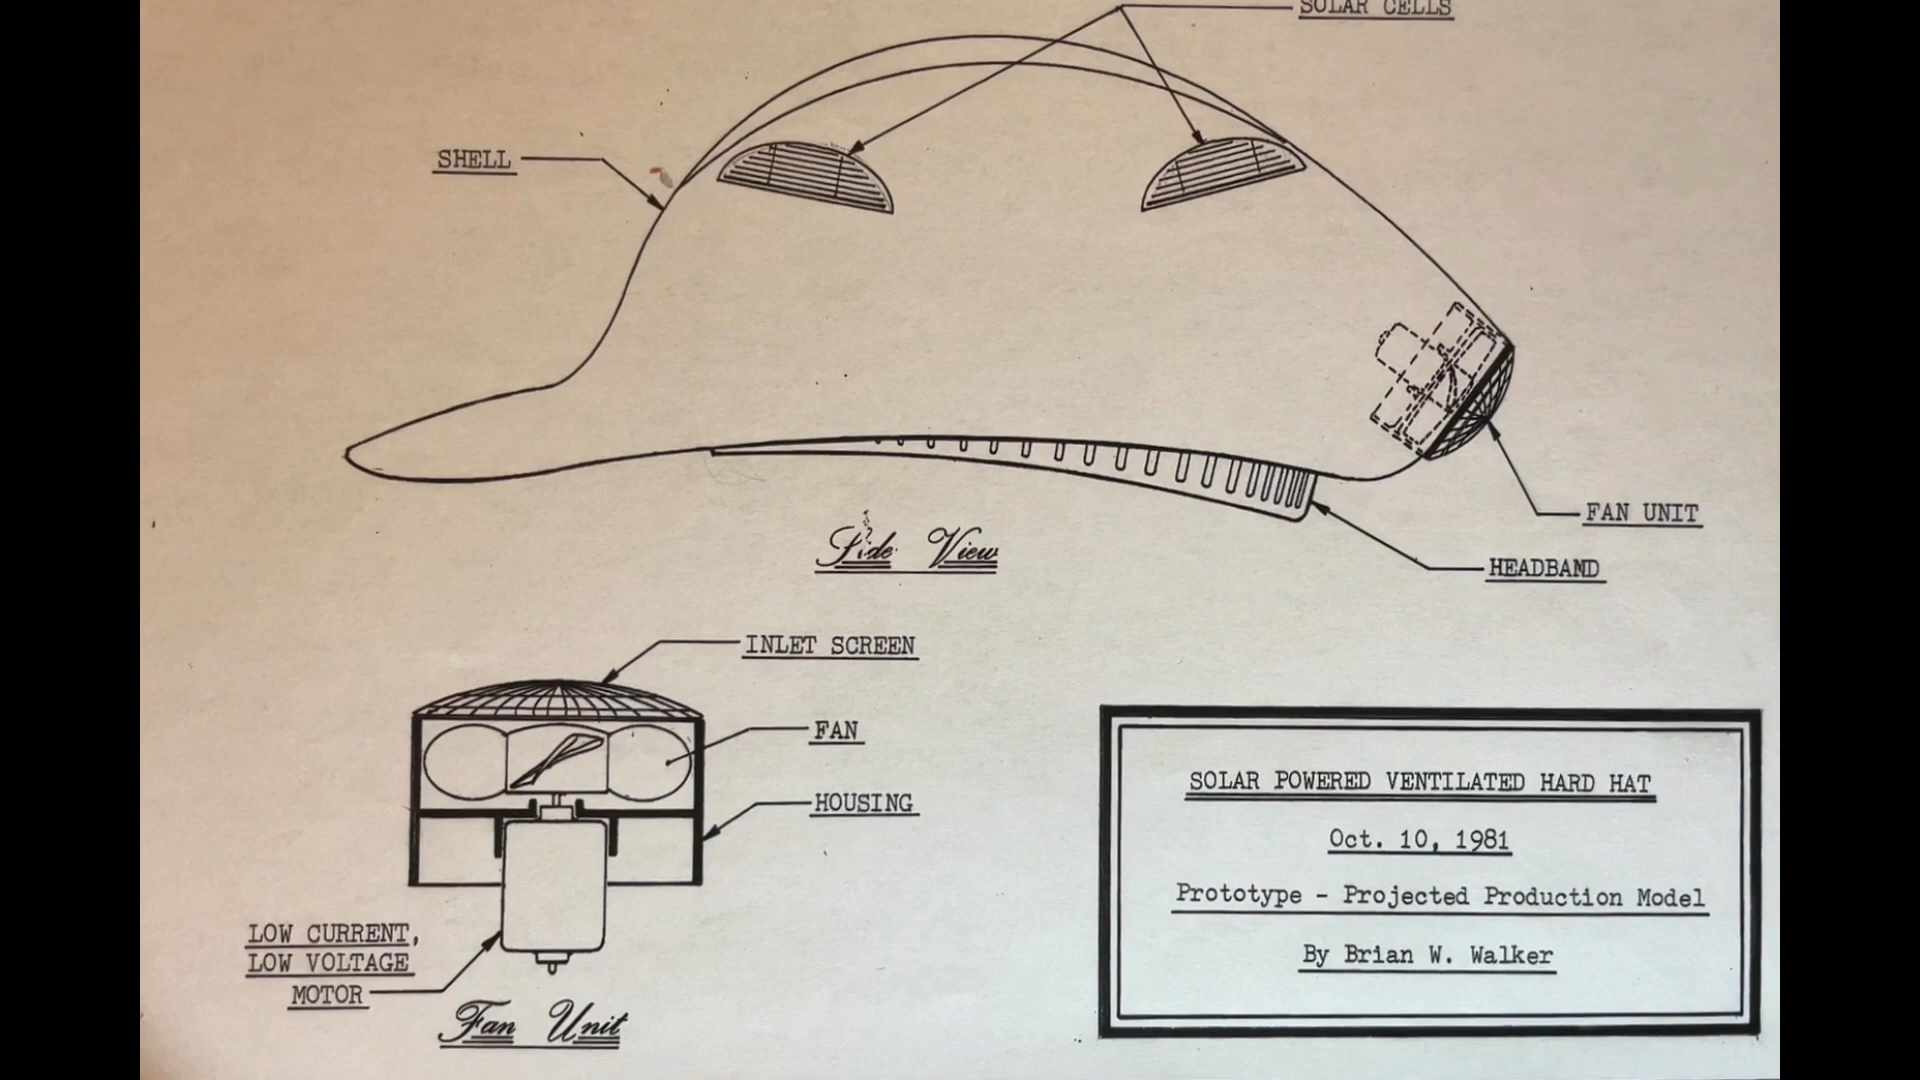 SOLAR CELLS
SHELL
FAN UNIT
HEADBAND
Side View
INLET SCREEN
FAN
HOUSING
LOW CURRENT,
LOW VOLTAGE
MOTOR
Fan Unit
SOLAR POWERED VENTILATED HARD HAT
Oct. 10, 1981
Prototype - Projected Production Model
By Brian W. Walker